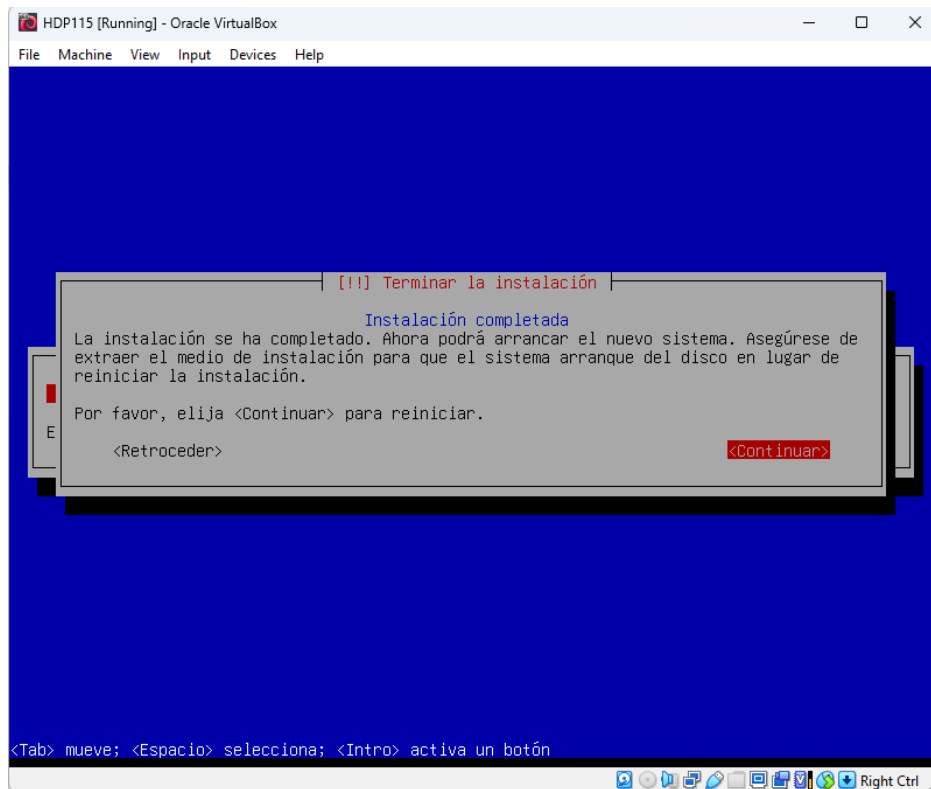 HDP115 [Running] - Oracle VirtualBox
File Machine View Input Devices Help
[!!] Terminar la instalación
Instalación completada
La instalación se ha completado. Ahora podrá arrancar el nuevo sistema. Asegúrese de
extraer el medio de instalación para que el sistema arranque del disco en lugar de
reiniciar la instalación.
Por favor, elija <Continuar> para reiniciar.
E
<Retroceder> <Continuar>
<Tab> mueve; <Espacio> selecciona; <Intro> activa un botón
Right Ctrl